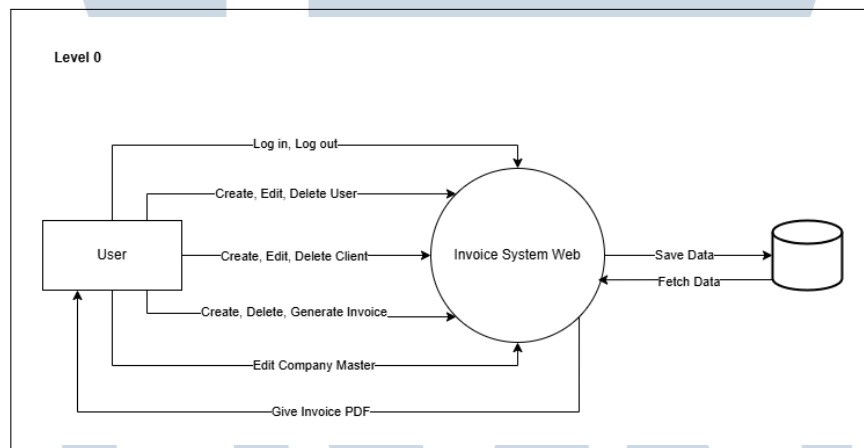 Level 0
Log in, Log out
Create, Edit, Delete User
User
Create, Edit, Delete Client
Invoice System Web
Save Data
Fetch Data
Create, Delete, Generate Invoice
Edit Company Master
Give Invoice PDF